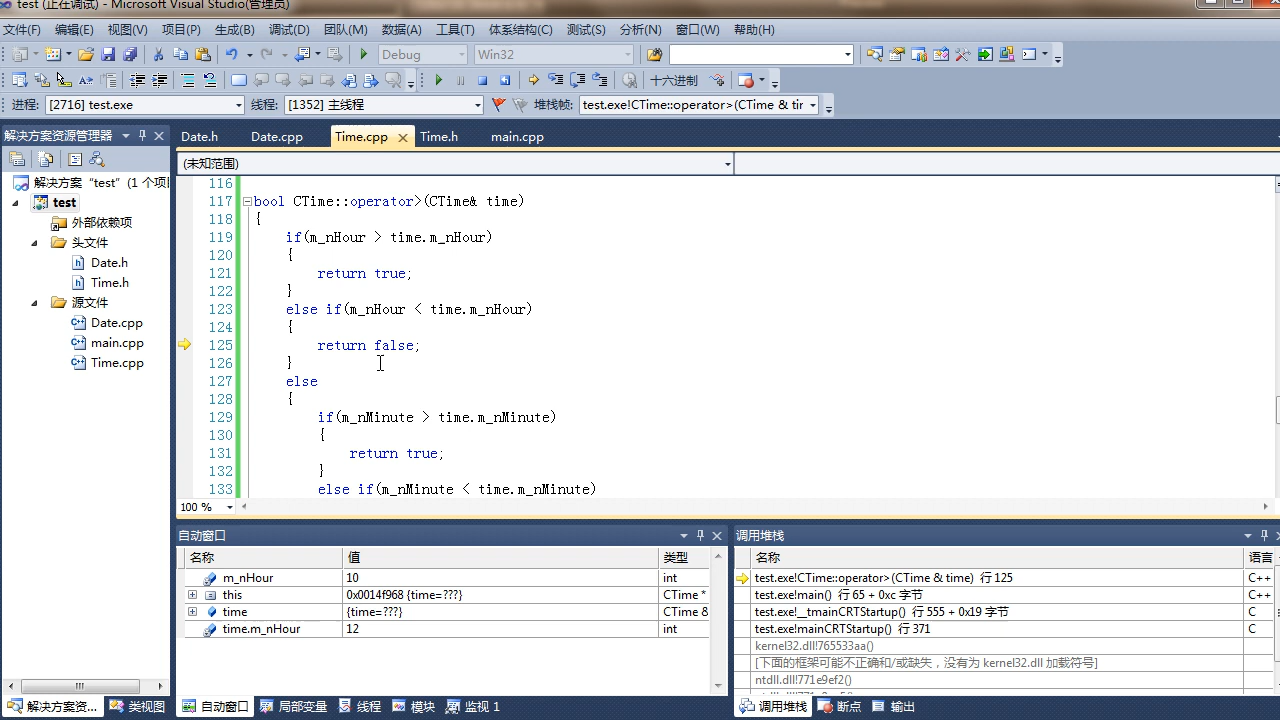 test (正在调试) - Microsoft Visual Studio(管理员)
文件(F) 编辑(E) 视图(V) 项目(P) 生成(B) 调试(D) 团队(M) 数据(A) 工具(T) 体系结构(C) 测试(S) 分析(N) 窗口(W) 帮助(H)
Debug Win32
十六进制
进程: [2716] test.exe 线程: [1352] 主线程 堆栈帧: test.exe!CTime::operator>(CTime & tir
解决方案资源管理器
Date.h Date.cpp Time.cpp Time.h main.cpp
(未知范围)
解决方案 "test" (1 个项
test
外部依赖项
头文件
Date.h
Time.h
源文件
Date.cpp
main.cpp
Time.cpp
116
117 bool CTime::operator>(CTime& time)
118 {
119 if(m_nHour > time.m_nHour)
120 {
121 return true;
122 }
123 else if(m_nHour < time.m_nHour)
124 {
125 return false;
126 }
127 else
128 {
129 if(m_nMinute > time.m_nMinute)
130 {
131 return true;
132 }
133 else if(m_nMinute < time.m_nMinute)
100 %
自动窗口
名称 值 类型
m_nHour 10 int
this 0x0014f968 {time=???} CTime *
time {time=???} CTime &
time.m_nHour 12 int
调用堆栈
名称 语言
test.exe!CTime::operator>(CTime & time) 行 125 C++
test.exe!main() 行 65 + 0xc 字节 C++
test.exe!__tmainCRTStartup() 行 555 + 0x19 字节 C
test.exe!mainCRTStartup() 行 371 C
kernel32.dll!765533aa()
[下面的框架可能不正确和/或缺失，没有为 kernel32.dll 加载符号]
ntdll.dll!771e9ef2()
解决方案资... 类视图 自动窗口 局部变量 线程 模块 监视 1 调用堆栈 断点 输出